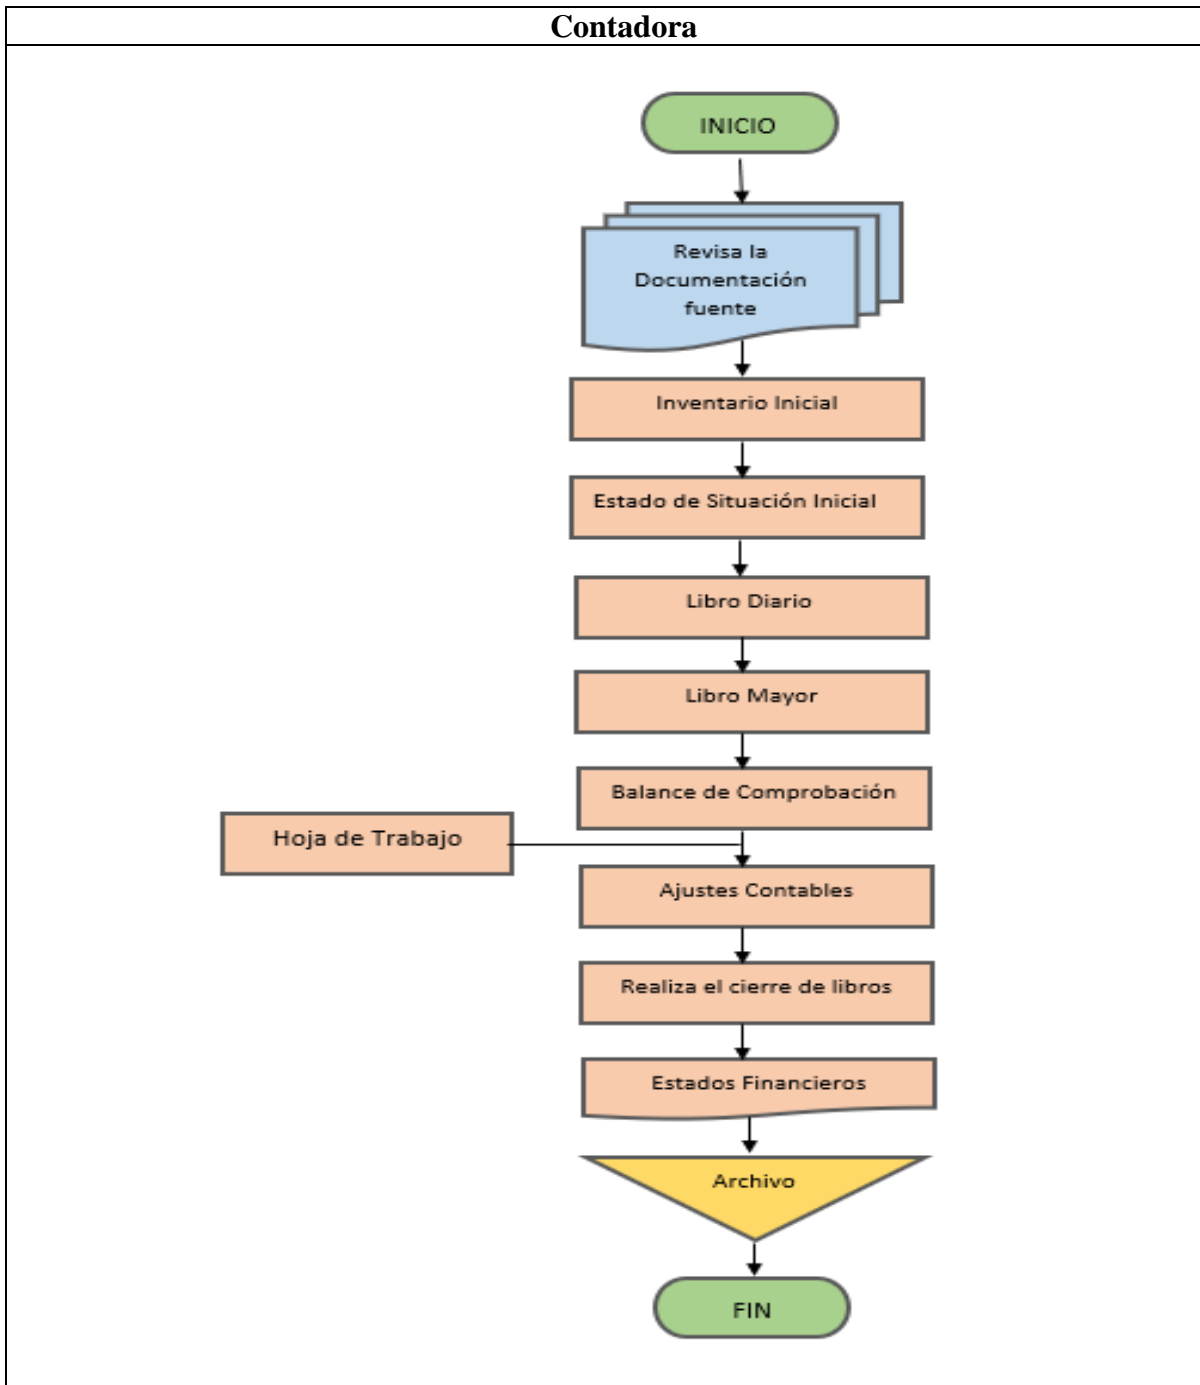 Contadora
INICIO
Revisa la
Documentación
fuente
Inventario Inicial
Estado de Situación Inicial
Libro Diario
Libro Mayor
Balance de Comprobación
Hoja de Trabajo
Ajustes Contables
Realiza el cierre de libros
Estados Financieros
Archivo
FIN